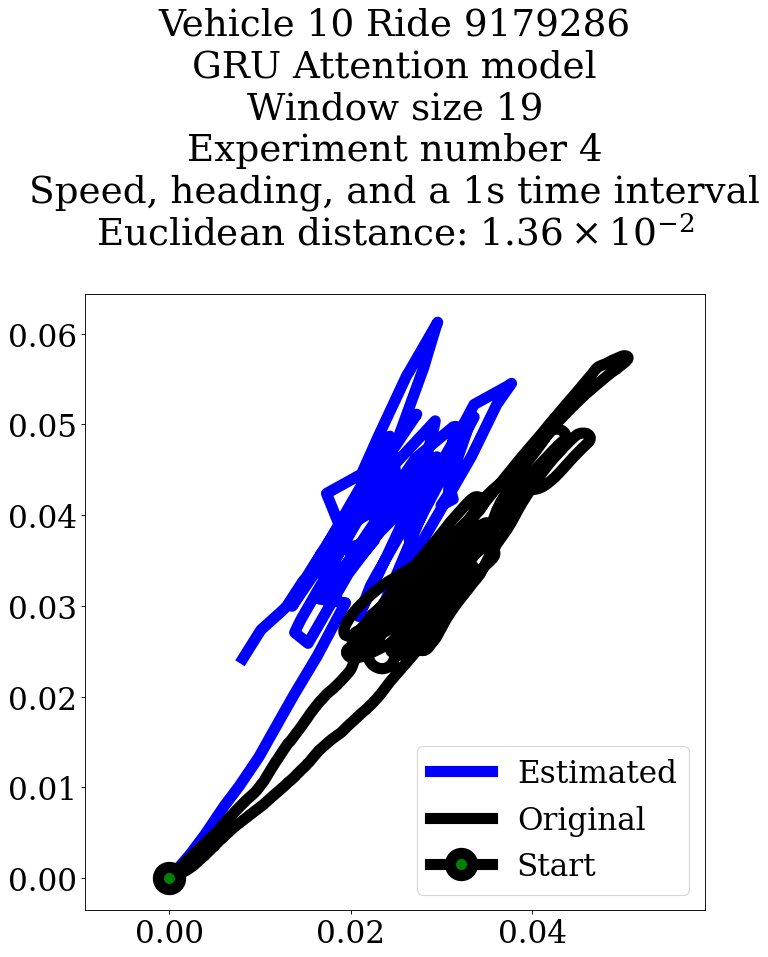 Vehicle 10 Ride 9179286
GRU Attention model
Window size 19
Experiment number 4
Speed, heading, and a 1s time interval
Euclidean distance: 1.36 × 10⁻²
0.06
0.05
0.04
0.03
0.02
0.01
0.00
Estimated
Original
Start
0.00 0.02 0.04